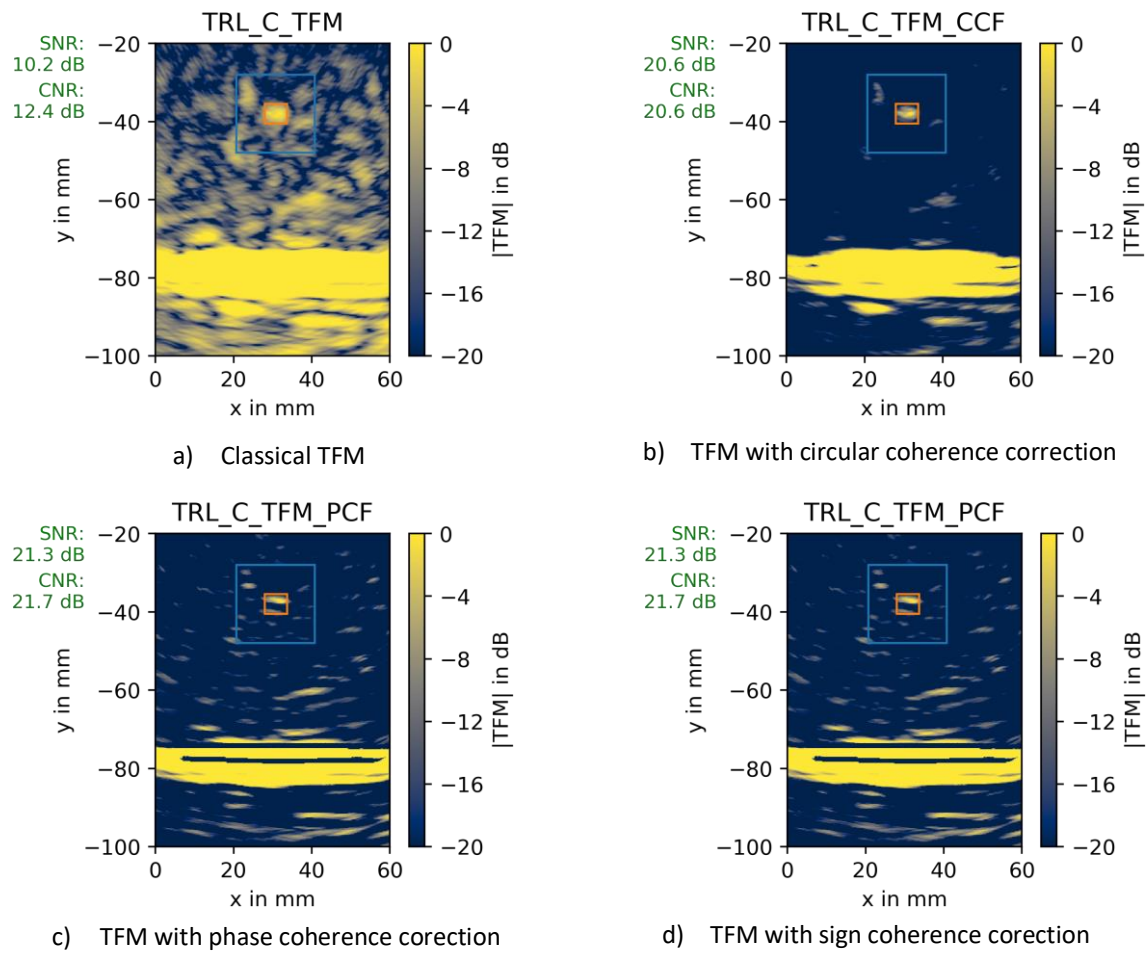 TRL_C_TFM
SNR:
10.2 dB
CNR:
12.4 dB
−20
−40
−60
−80
−100
y in mm
0
20
40
60
x in mm
0
−4
−8
−12
−16
−20
|TFM| in dB
a) Classical TFM
TRL_C_TFM_CCF
SNR:
20.6 dB
CNR:
20.6 dB
−20
−40
−60
−80
−100
y in mm
0
20
40
60
x in mm
0
−4
−8
−12
−16
−20
|TFM| in dB
b) TFM with circular coherence correction
TRL_C_TFM_PCF
SNR:
21.3 dB
CNR:
21.7 dB
−20
−40
−60
−80
−100
y in mm
0
20
40
60
x in mm
0
−4
−8
−12
−16
−20
|TFM| in dB
c) TFM with phase coherence corection
TRL_C_TFM_PCF
SNR:
21.3 dB
CNR:
21.7 dB
−20
−40
−60
−80
−100
y in mm
0
20
40
60
x in mm
0
−4
−8
−12
−16
−20
|TFM| in dB
d) TFM with sign coherence corection